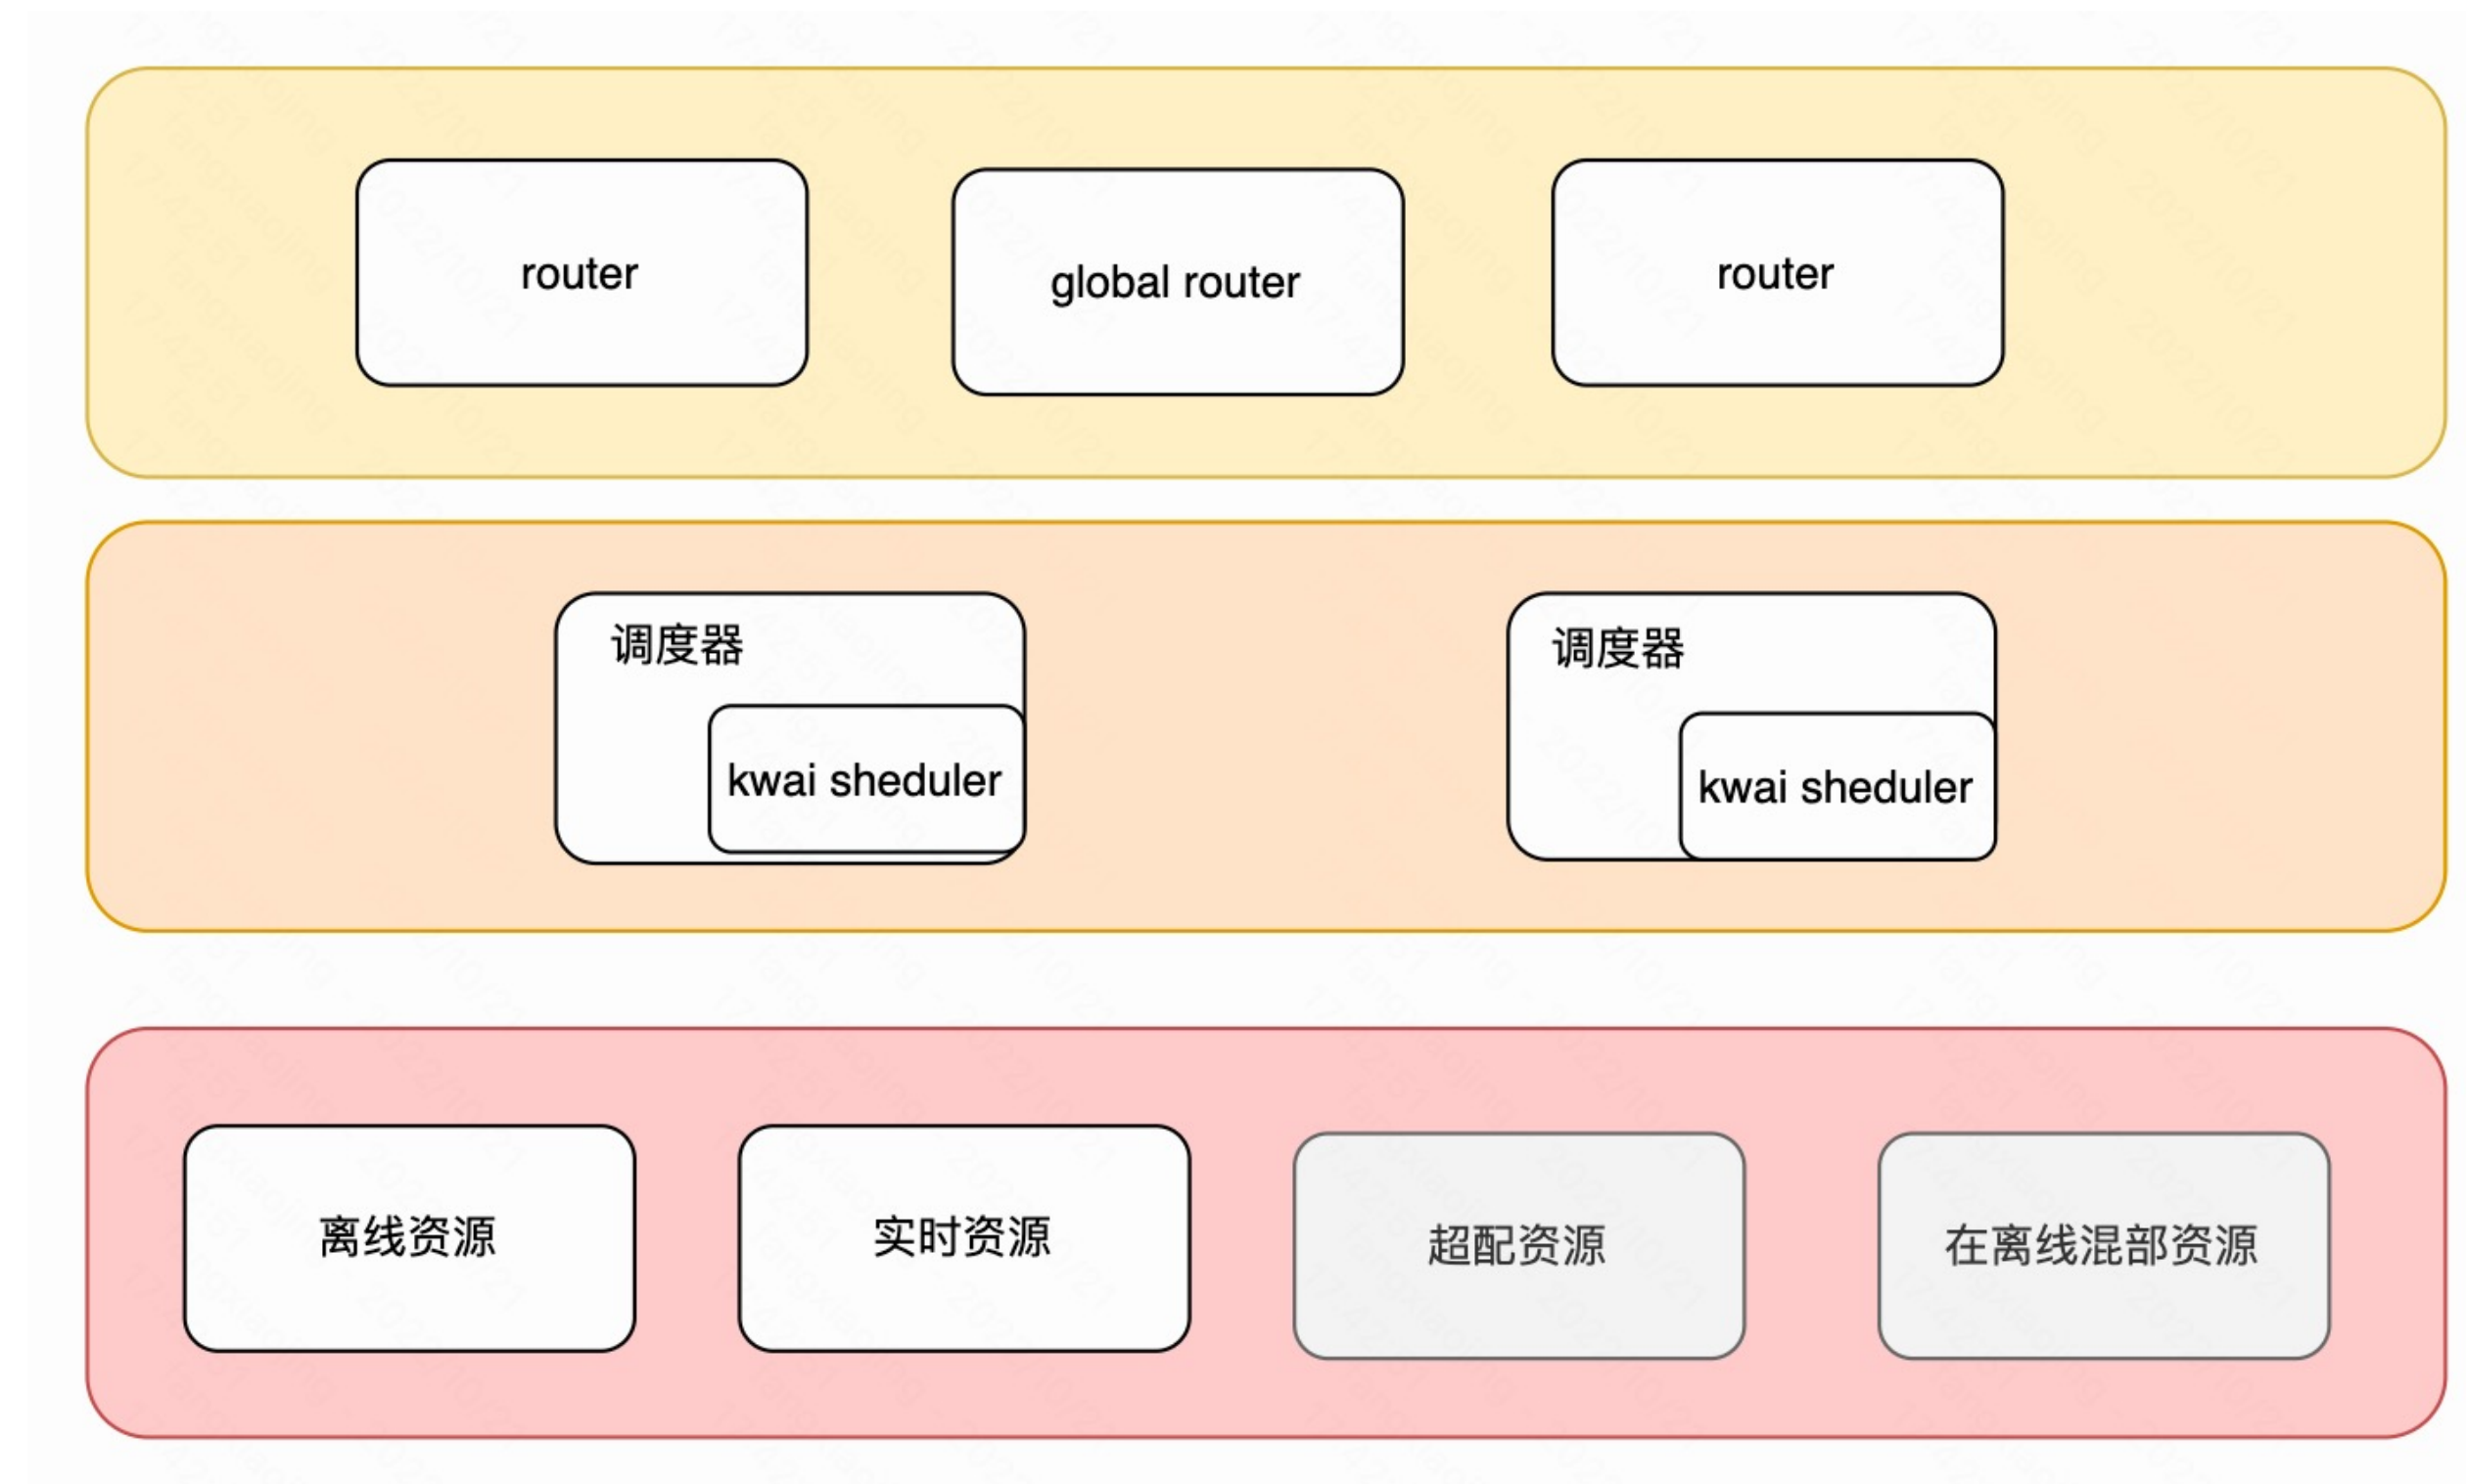 router
global router
router
调度器
kwai sheduler
调度器
kwai sheduler
离线资源
实时资源
超配资源
在离线混部资源